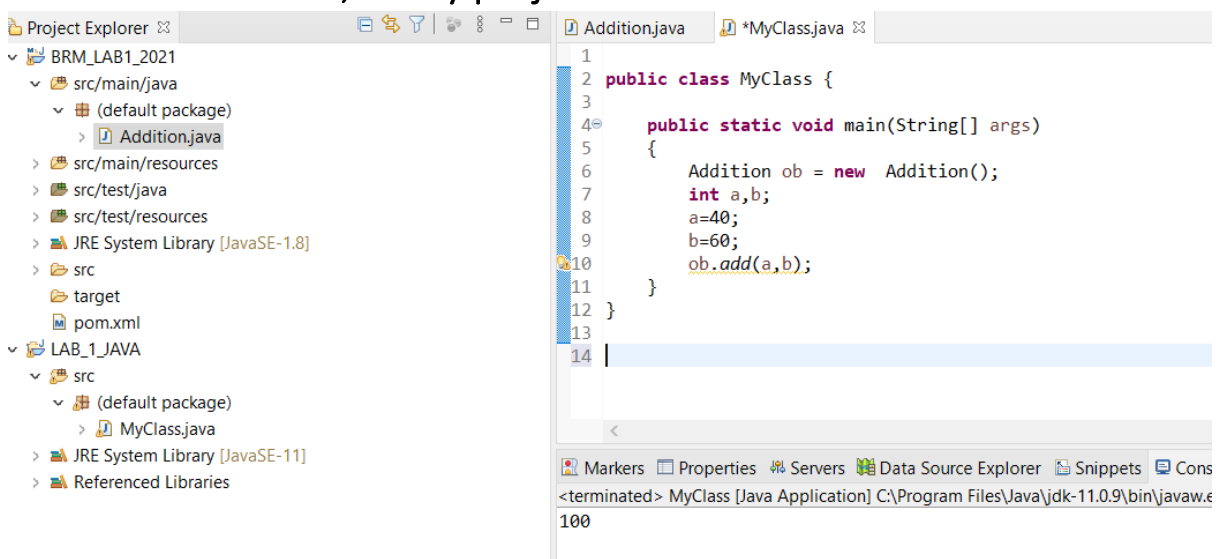 Project Explorer
BRM_LAB1_2021
src/main/java
(default package)
Addition.java
src/main/resources
src/test/java
src/test/resources
JRE System Library [JavaSE-1.8]
src
target
pom.xml
LAB_1_JAVA
src
(default package)
MyClass.java
JRE System Library [JavaSE-11]
Referenced Libraries
Addition.java *MyClass.java
1
2 public class MyClass {
3
4 public static void main(String[] args)
5 {
6 Addition ob = new  Addition();
7 int a,b;
8 a=40;
9 b=60;
10 ob.add(a,b);
11 }
12 }
13
14
Markers Properties Servers Data Source Explorer Snippets Cons
<terminated> MyClass [Java Application] C:\Program Files\Java\jdk-11.0.9\bin\javaw.e
100